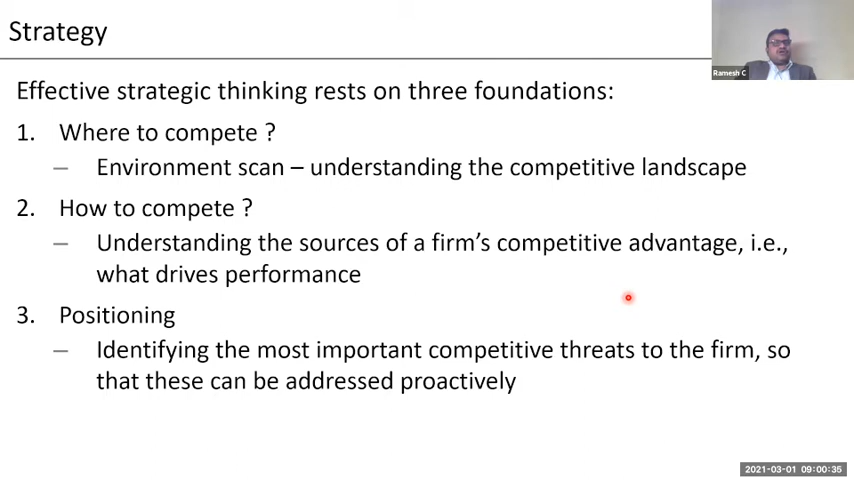 Strategy
Ramesh C
Effective strategic thinking rests on three foundations:
1. Where to compete ?
– Environment scan – understanding the competitive landscape
2. How to compete ?
– Understanding the sources of a firm’s competitive advantage, i.e.,
what drives performance
3. Positioning
– Identifying the most important competitive threats to the firm, so
that these can be addressed proactively
2021-03-01 09:00:35